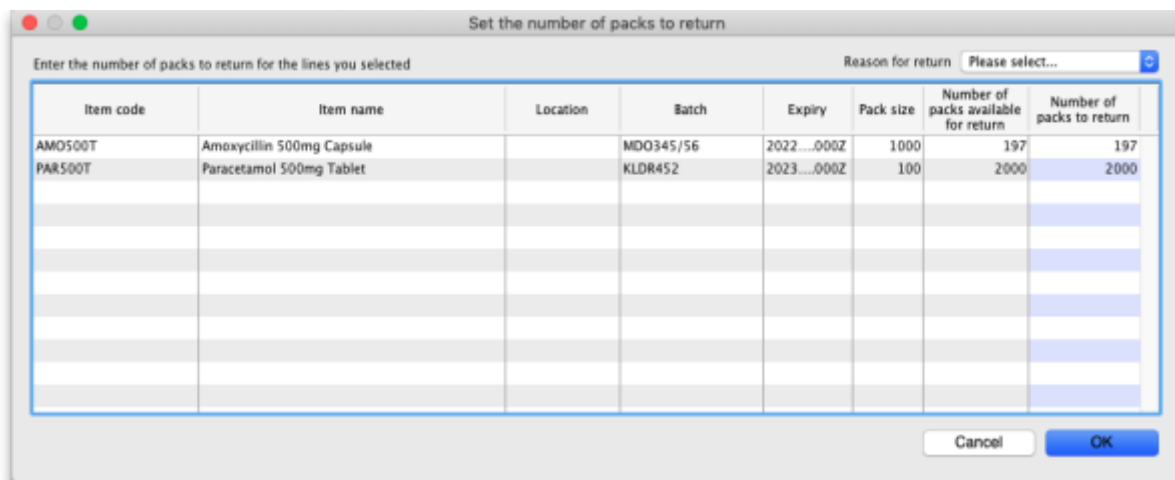 Set the number of packs to return
Enter the number of packs to return for the lines you selected
Reason for return Please select...
Item code Item name Location Batch Expiry Pack size Number of packs available for return Number of packs to return
AMO500T Amoxycillin 500mg Capsule MDO345/56 2022....000Z 1000 197 197
PAR500T Paracetamol 500mg Tablet KLDR452 2023....000Z 100 2000 2000
Cancel OK